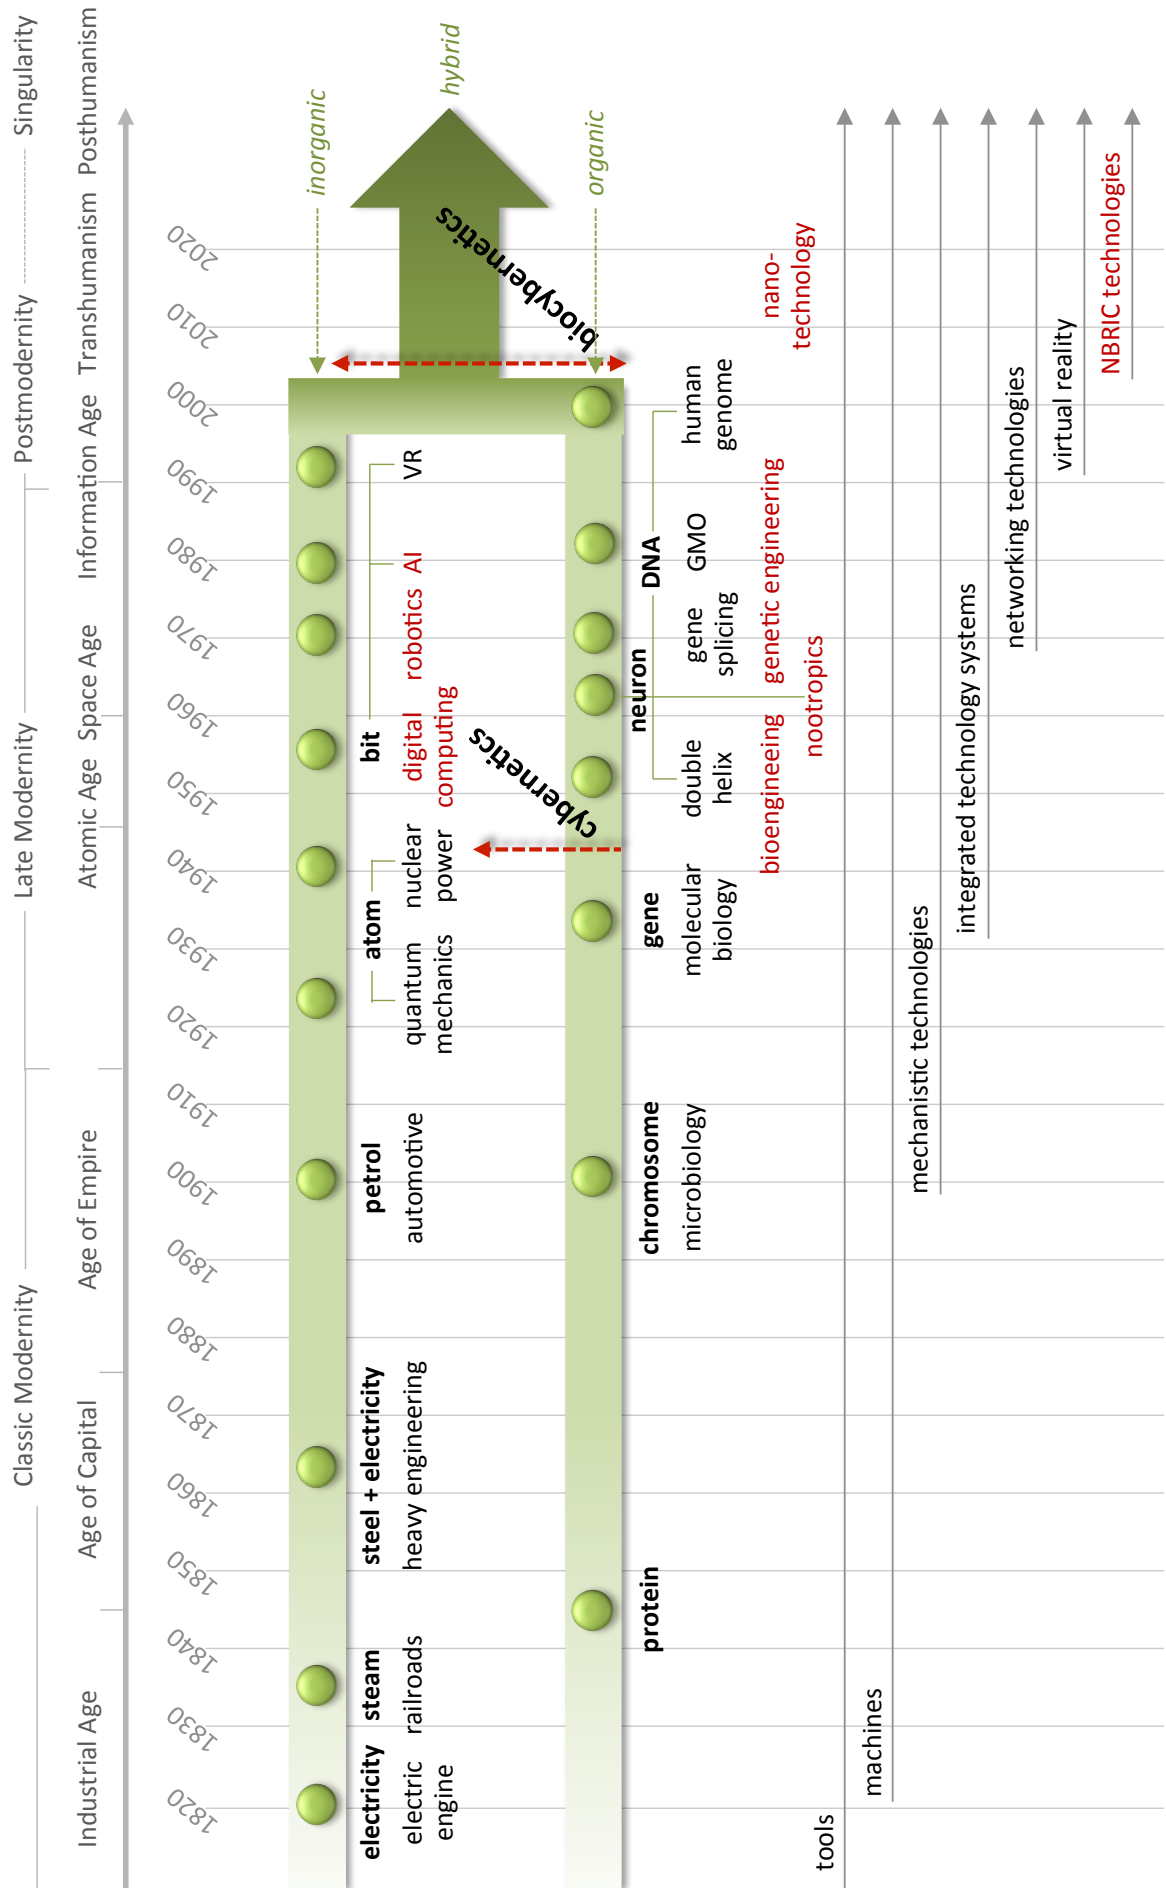 Classic Modernity
Late Modernity
Postmodernity
Singularity
Industrial Age
Age of Capital
Age of Empire
Atomic Age
Space Age
Information Age
Transhumanism
Posthumanism
1820
1830
1840
1850
1860
1870
1880
1890
1900
1910
1920
1930
1940
1950
1960
1970
1980
1990
2000
2010
2020
inorganic
hybrid
organic
electricity
electric
engine
steam
railroads
steel + electricity
heavy engineering
petrol
automotive
atom
quantum
mechanics
nuclear
power
bit
digital
computing
robotics
AI
VR
cybernetics
biocybernetics
protein
chromosome
microbiology
gene
molecular
biology
neuron
DNA
double
helix
gene
splicing
GMO
human
genome
bioengineeing
genetic engineering
nootropics
nano-
technology
tools
machines
mechanistic technologies
integrated technology systems
networking technologies
virtual reality
NBRIC technologies